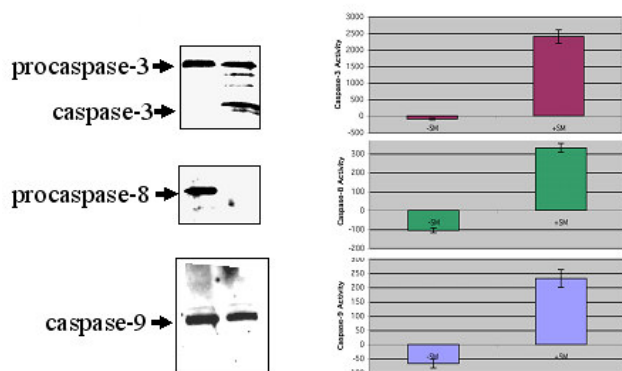 procaspase-3
caspase-3
procaspase-8
caspase-9
Caspase-3 Activity
3000
2500
2000
1500
1000
500
0
-500
-SM
+SM
Caspase-8 Activity
300
200
100
0
-100
-200
-SM
+SM
Caspase-9 Activity
300
250
200
150
100
50
0
-50
-SM
+SM